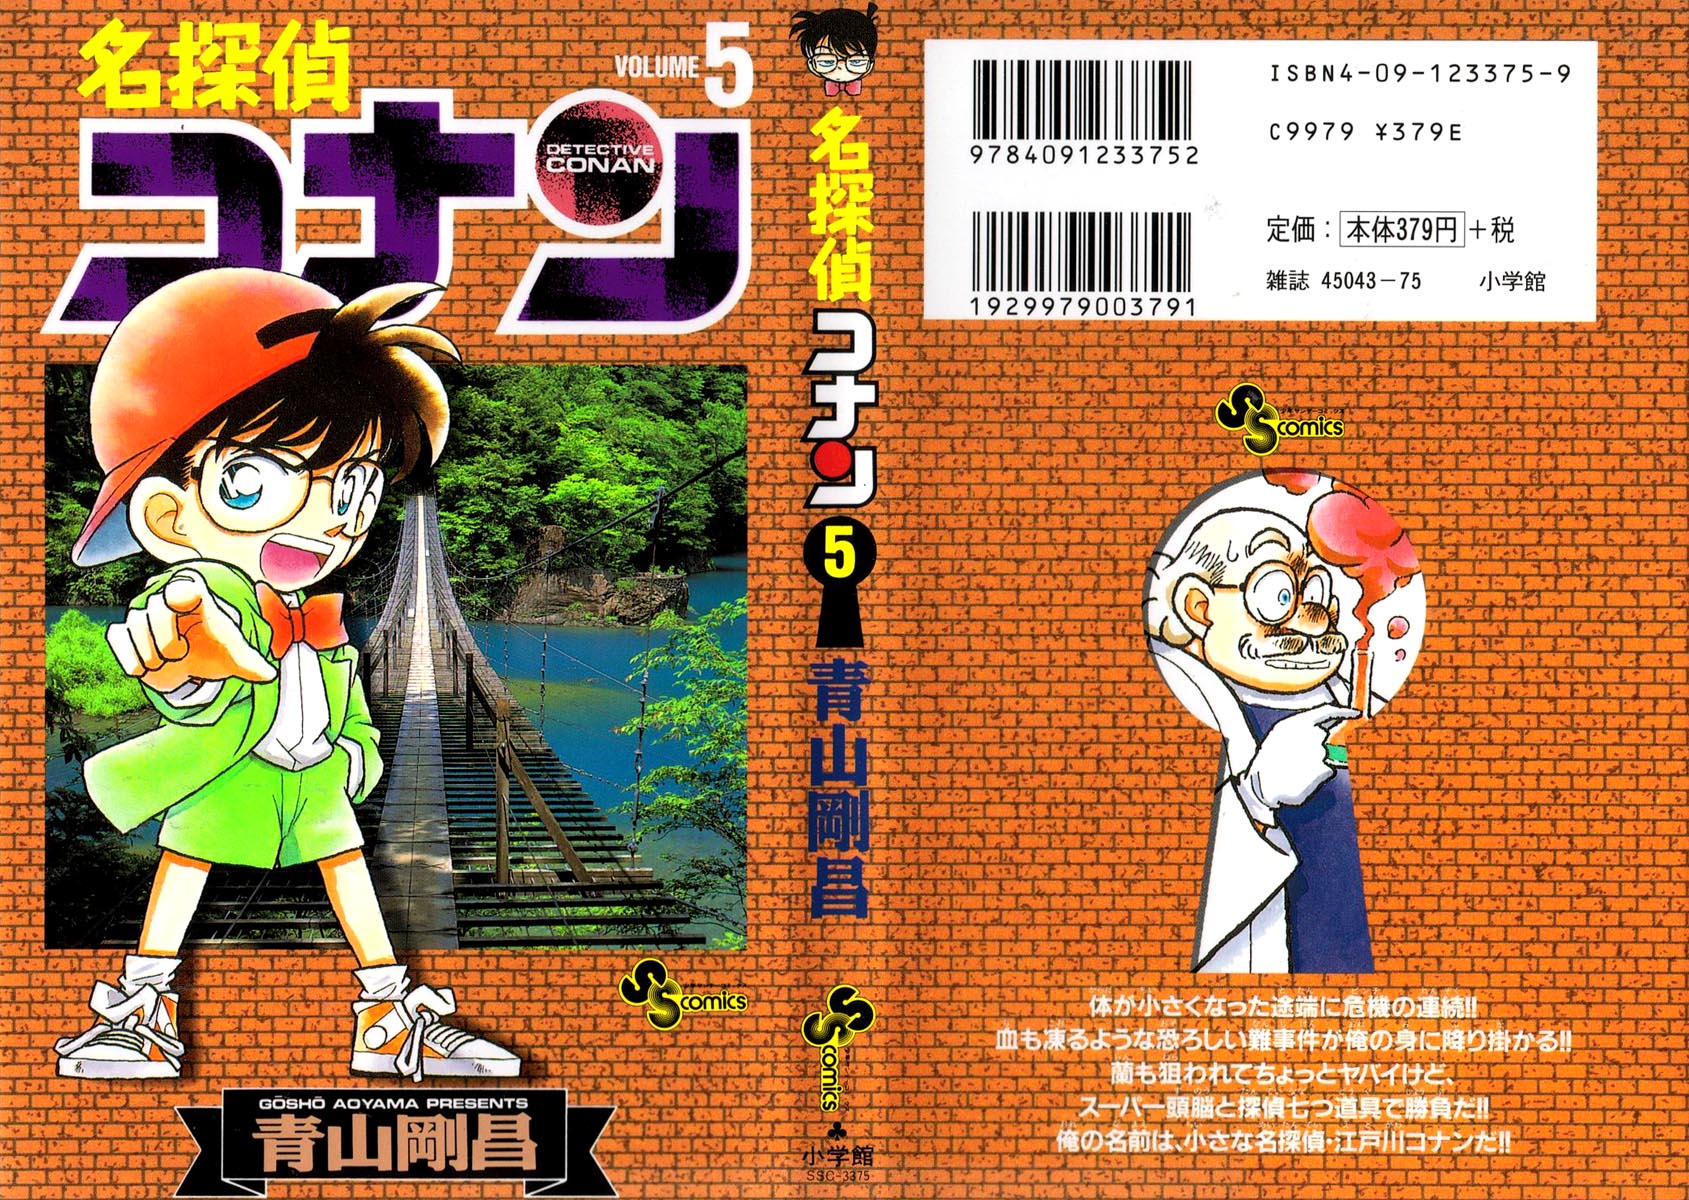 名探偵
VOLUME 5
コナン
DETECTIVE
CONAN
S S comics
GŌSHŌ AOYAMA PRESENTS
青山剛昌
名探偵
コナン
5
青山剛昌
S S comics
小学館
SSC-3375
ISBN4-09-123375-9
C9979 ¥379E
9784091233752
1929979003791
定価：本体379円+税
雑誌 45043-75 小学館
S S comics
体が小さくなった途端に危機の連続!!
血も凍るような恐ろしい難事件が俺の身に降り掛かる!!
蘭も狙われてちょっとヤバイけど、
スーパー頭脳と探偵七つ道具で勝負だ!!
俺の名前は、小さな名探偵・江戸川コナンだ!!